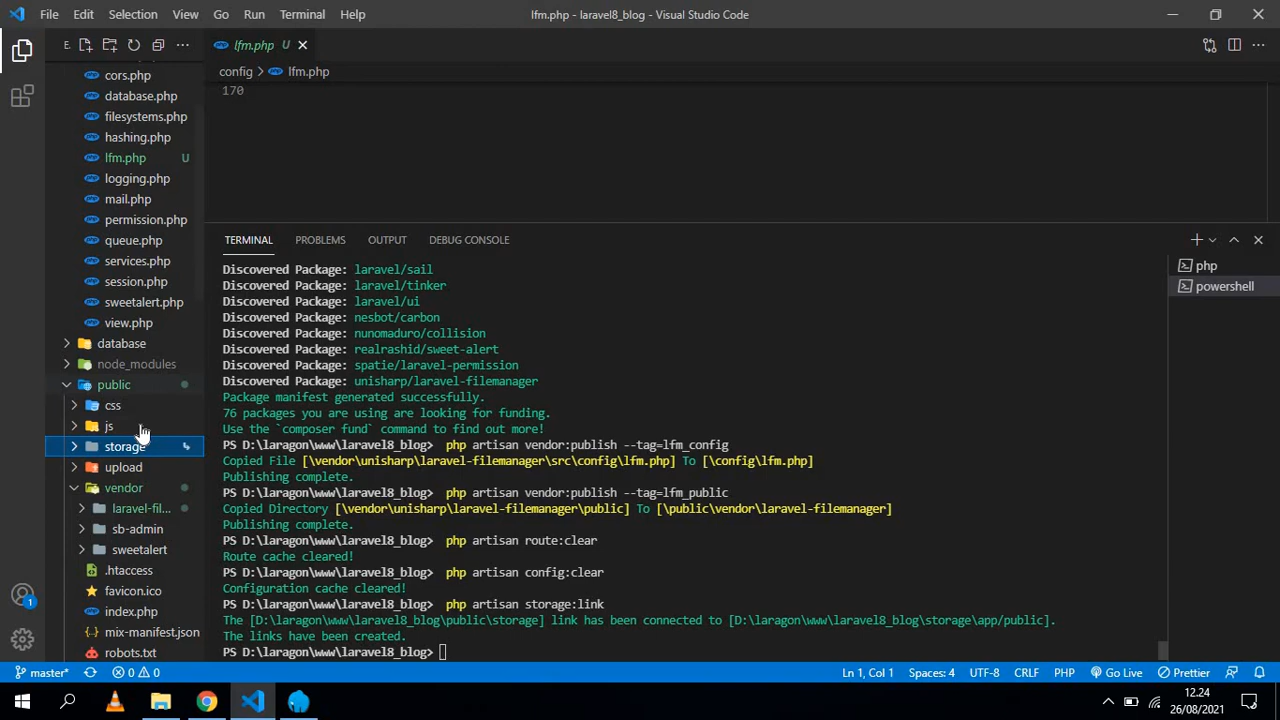 File Edit Selection View Go Run Terminal Help
lfm.php - laravel8_blog - Visual Studio Code
E.
lfm.php U
config > lfm.php
170
cors.php
database.php
filesystems.php
hashing.php
lfm.php U
logging.php
mail.php
permission.php
queue.php
services.php
session.php
sweetalert.php
view.php
database
node_modules
public
css
js
storage
upload
vendor
laravel-fil...
sb-admin
sweetalert
.htaccess
favicon.ico
index.php
mix-manifest.json
robots.txt
TERMINAL PROBLEMS OUTPUT DEBUG CONSOLE
php
powershell
Discovered Package: laravel/sail
Discovered Package: laravel/tinker
Discovered Package: laravel/ui
Discovered Package: nesbot/carbon
Discovered Package: nunomaduro/collision
Discovered Package: realrashid/sweet-alert
Discovered Package: spatie/laravel-permission
Discovered Package: unisharp/laravel-filemanager
Package manifest generated successfully.
76 packages you are using are looking for funding.
Use the `composer fund` command to find out more!
PS D:\laragon\www\laravel8_blog> php artisan vendor:publish --tag=lfm_config
Copied File [\vendor\unisharp\laravel-filemanager\src\config\lfm.php] To [\config\lfm.php]
Publishing complete.
PS D:\laragon\www\laravel8_blog> php artisan vendor:publish --tag=lfm_public
Copied Directory [\vendor\unisharp\laravel-filemanager\public] To [\public\vendor\laravel-filemanager]
Publishing complete.
PS D:\laragon\www\laravel8_blog> php artisan route:clear
Route cache cleared!
PS D:\laragon\www\laravel8_blog> php artisan config:clear
Configuration cache cleared!
PS D:\laragon\www\laravel8_blog> php artisan storage:link
The [D:\laragon\www\laravel8_blog\public\storage] link has been connected to [D:\laragon\www\laravel8_blog\storage\app/public].
The links have been created.
PS D:\laragon\www\laravel8_blog>
1
master* 0 0
Ln 1, Col 1 Spaces: 4 UTF-8 CRLF PHP Go Live Prettier
12.24
26/08/2021